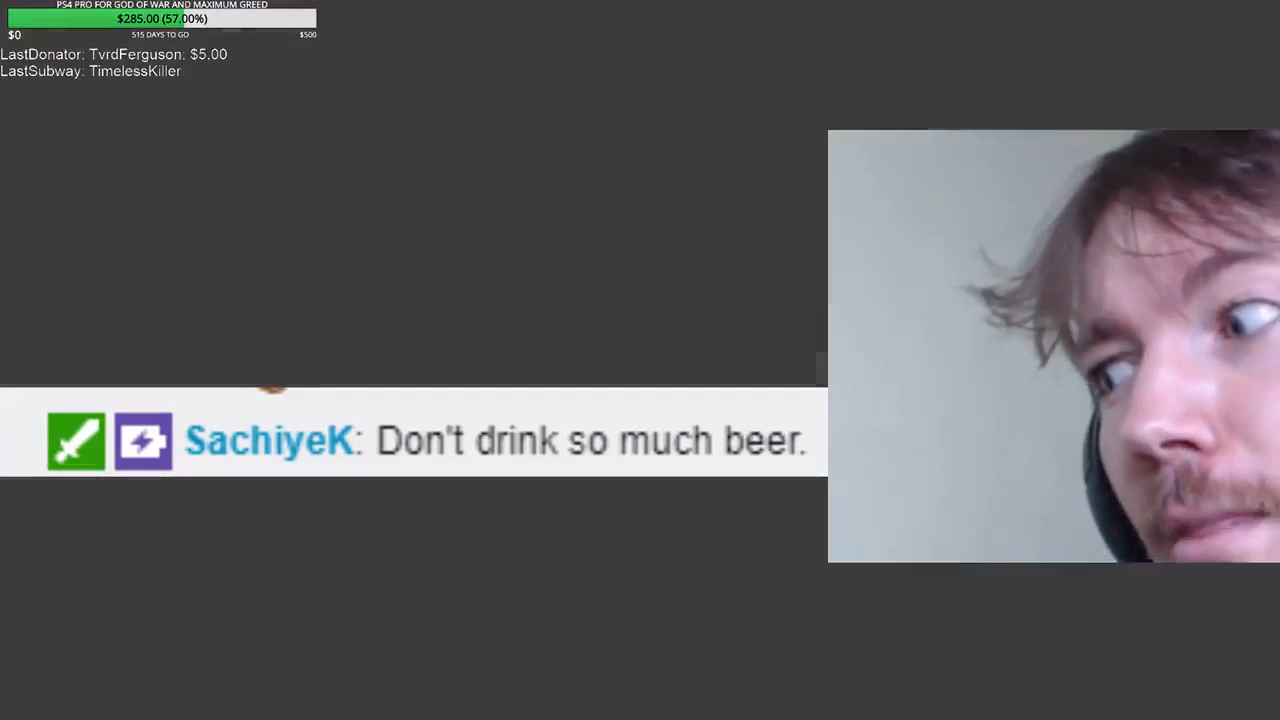 PS4 PRO FOR GOD OF WAR AND MAXIMUM GREED
$285.00 (57.00%)
$0 515 DAYS TO GO $500
LastDonator: TvrdFerguson: $5.00
LastSubway: TimelessKiller
SachiyeK: Don't drink so much beer.